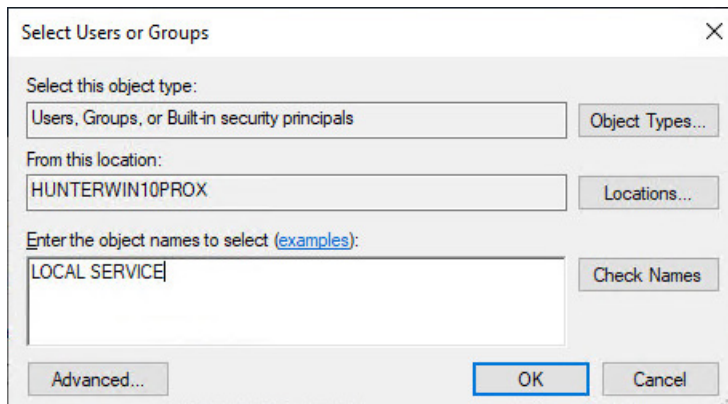 Select Users or Groups
Select this object type:
Users, Groups, or Built-in security principals
Object Types...
From this location:
HUNTERWIN10PROX
Locations...
Enter the object names to select (examples):
LOCAL SERVICE
Check Names
Advanced...
OK
Cancel